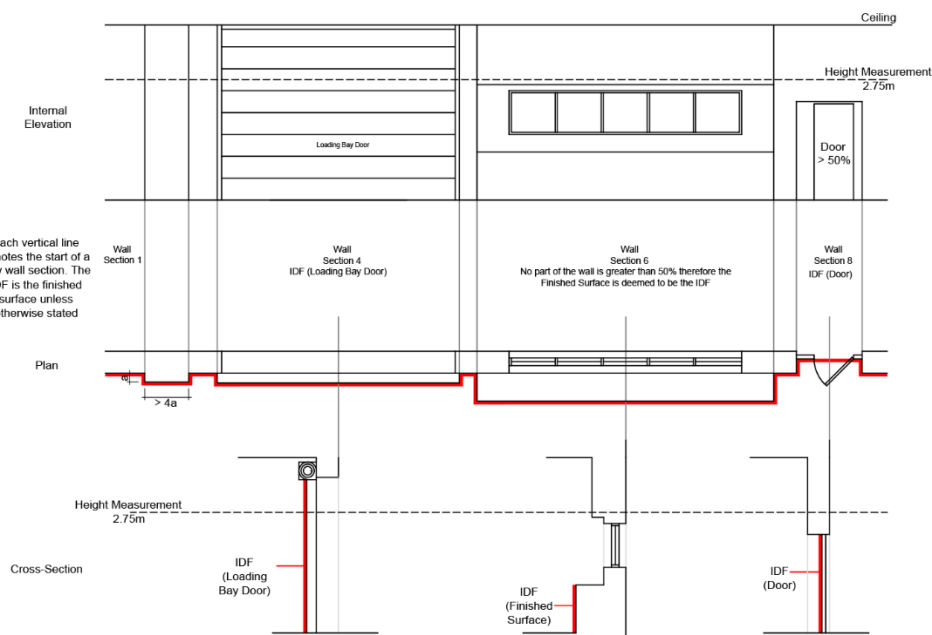 Ceiling
Height Measurement
2.75m
Internal
Elevation
Loading Bay Door
Door
> 50%
ach vertical line
notes the start of a
w wall section. The
DF is the finished
surface unless
otherwise stated
Wall
Section 1
Wall
Section 4
IDF (Loading Bay Door)
Wall
Section 6
No part of the wall is greater than 50% therefore the
Finished Surface is deemed to be the IDF
Wall
Section 8
IDF (Door)
Plan
a
> 4a
Height Measurement
2.75m
Cross-Section
IDF
(Loading
Bay Door)
IDF
(Finished
Surface)
IDF
(Door)